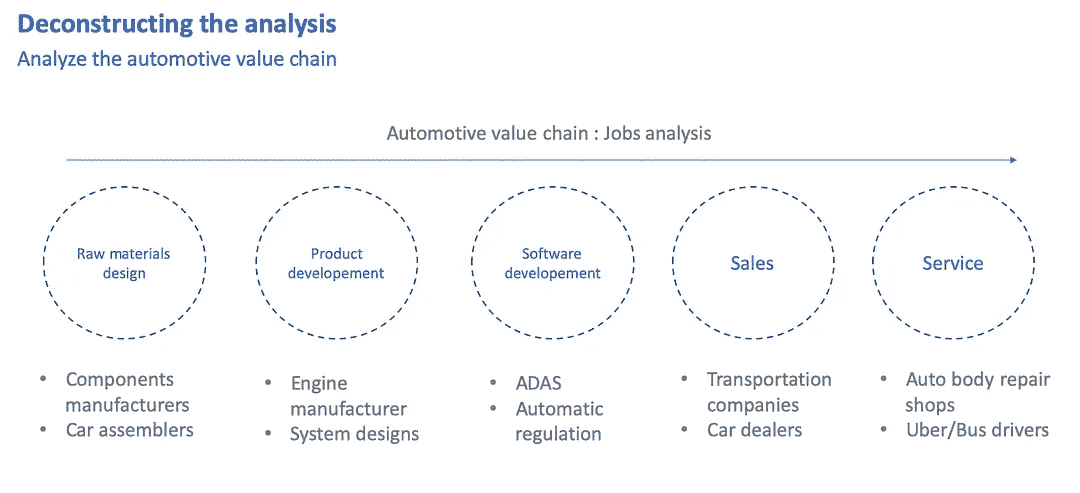 Deconstructing the analysis
Analyze the automotive value chain
Automotive value chain : Jobs analysis
Raw materials
design
Product
developement
Software
developement
Sales
Service
• Components
manufacturers
• Car assemblers
• Engine
manufacturer
• System designs
• ADAS
• Automatic
regulation
• Transportation
companies
• Car dealers
• Auto body repair
shops
• Uber/Bus drivers